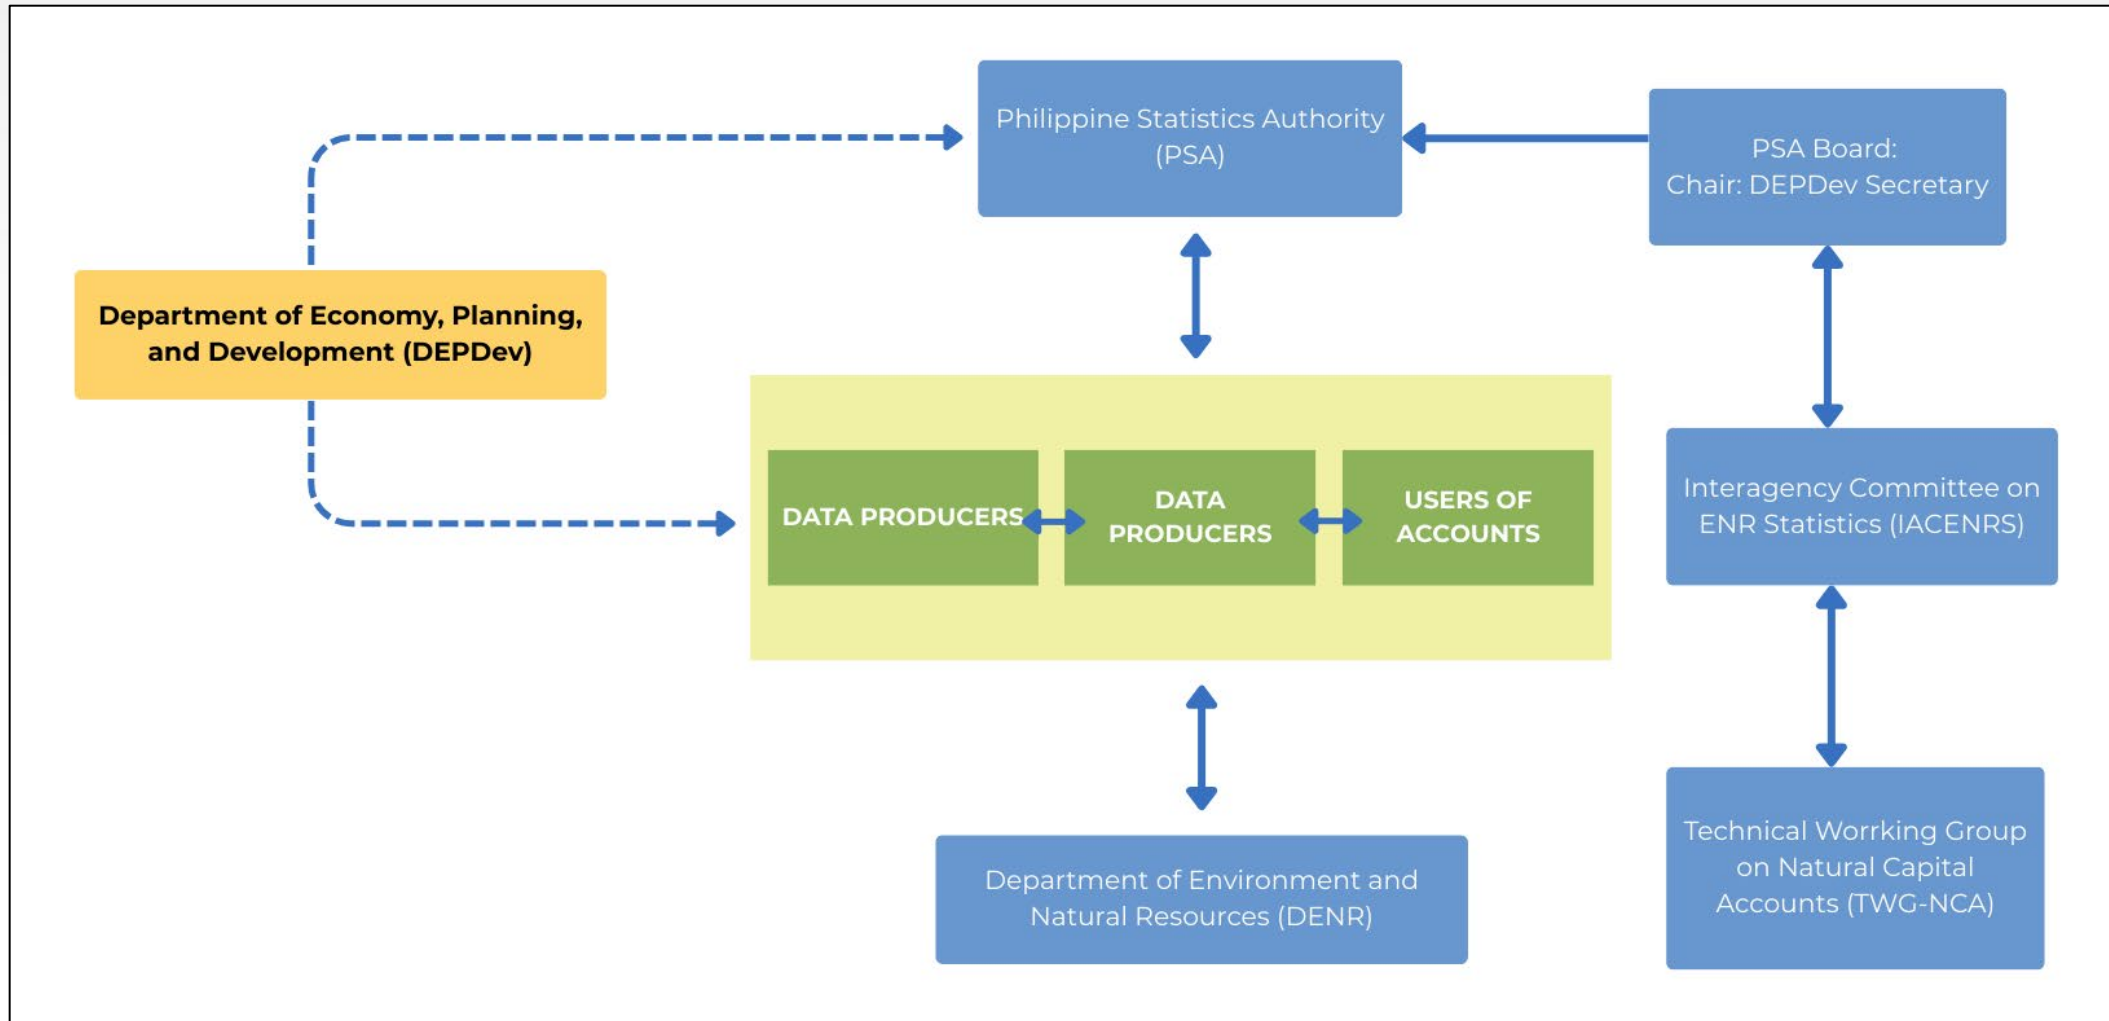 Philippine Statistics Authority
(PSA)
PSA Board:
Chair: DEPDev Secretary
Department of Economy, Planning,
and Development (DEPDev)
DATA PRODUCERS
DATA
PRODUCERS
USERS OF
ACCOUNTS
Interagency Committee on
ENR Statistics (IACENRS)
Department of Environment and
Natural Resources (DENR)
Technical Worrking Group
on Natural Capital
Accounts (TWG-NCA)